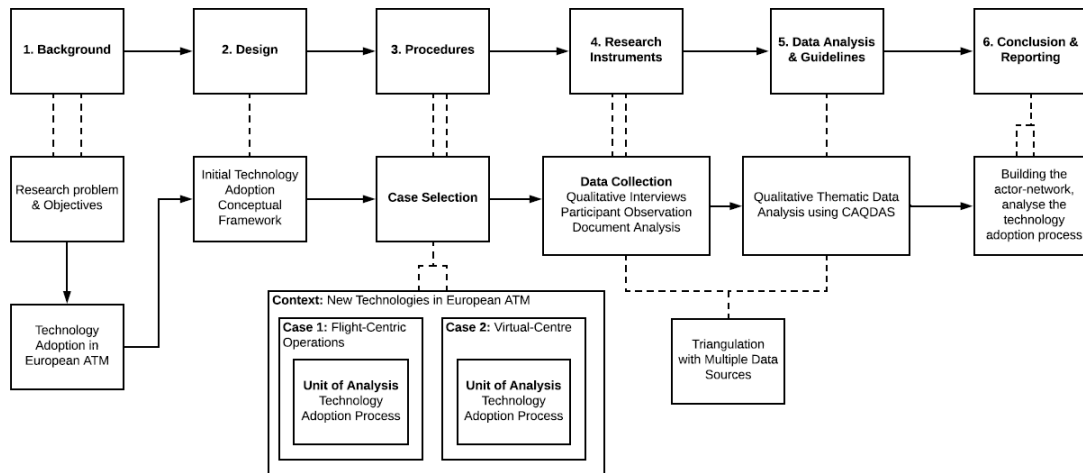 1. Background
2. Design
3. Procedures
4. Research
Instruments
5. Data Analysis
& Guidelines
6. Conclusion &
Reporting
Research problem
& Objectives
Initial Technology
Adoption
Conceptual
Framework
Case Selection
Data Collection
Qualitative Interviews
Participant Observation
Document Analysis
Qualitative Thematic Data
Analysis using CAQDAS
Building the
actor-network,
analyse the
technology
adoption process
Technology
Adoption in
European ATM
Context: New Technologies in European ATM
Case 1: Flight-Centric
Operations
Unit of Analysis
Technology
Adoption Process
Case 2: Virtual-Centre
Unit of Analysis
Technology
Adoption Process
Triangulation
with Multiple Data
Sources